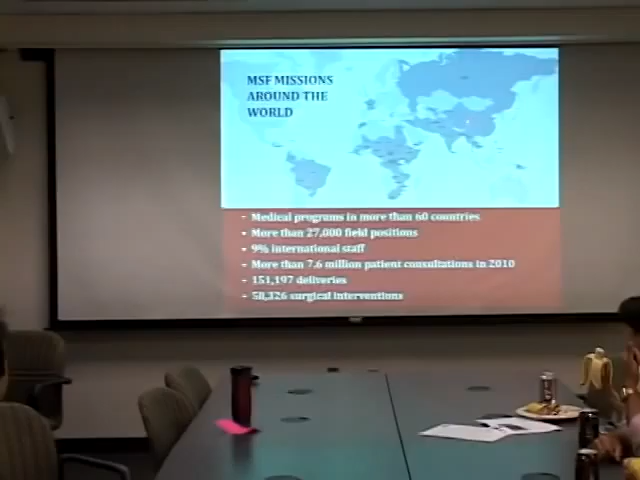 MSF MISSIONS
AROUND THE
WORLD
- Medical programs in more than 60 countries
- More than 27,000 field positions
- 9% international staff
- More than 7.6 million patient consultations in 2010
- 151,197 deliveries
- 58,326 surgical interventions